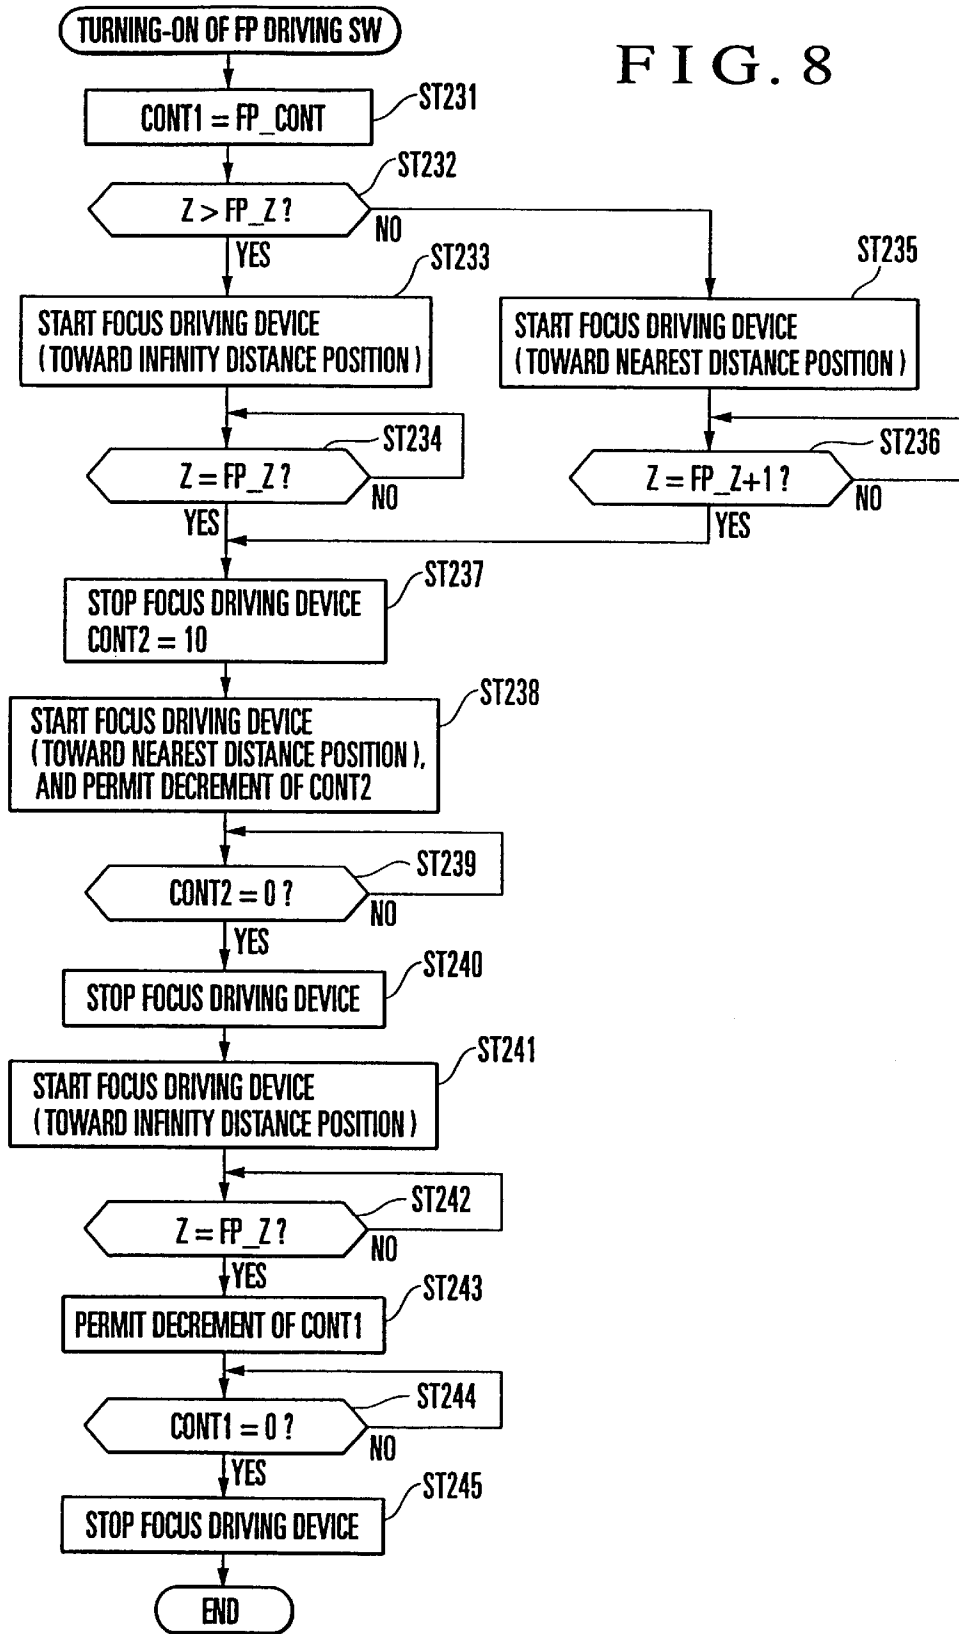 TURNING-ON OF FP DRIVING SW
FIG. 8
ST231
CONT1 = FP_CONT
ST232
Z > FP_Z ?
NO
YES
ST233
START FOCUS DRIVING DEVICE
(TOWARD INFINITY DISTANCE POSITION)
ST235
START FOCUS DRIVING DEVICE
(TOWARD NEAREST DISTANCE POSITION)
ST234
Z = FP_Z ?
NO
YES
ST236
Z = FP_Z+1 ?
NO
YES
ST237
STOP FOCUS DRIVING DEVICE
CONT2 = 10
ST238
START FOCUS DRIVING DEVICE
(TOWARD NEAREST DISTANCE POSITION),
AND PERMIT DECREMENT OF CONT2
ST239
CONT2 = 0 ?
NO
YES
ST240
STOP FOCUS DRIVING DEVICE
ST241
START FOCUS DRIVING DEVICE
(TOWARD INFINITY DISTANCE POSITION)
ST242
Z = FP_Z ?
NO
YES
ST243
PERMIT DECREMENT OF CONT1
ST244
CONT1 = 0 ?
NO
YES
ST245
STOP FOCUS DRIVING DEVICE
END